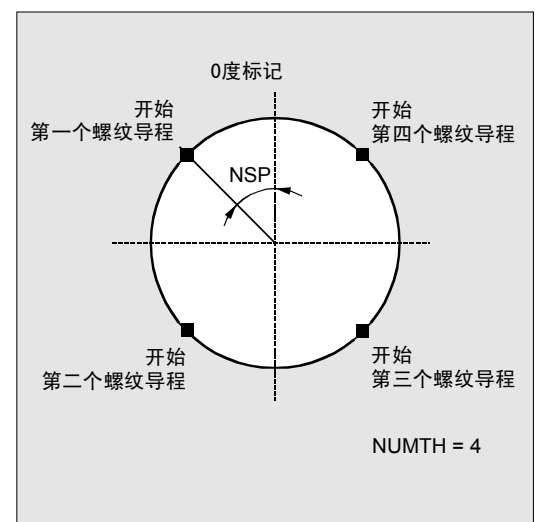 0度标记
开始
第一个螺纹导程
开始
第四个螺纹导程
NSP
开始
第二个螺纹导程
开始
第三个螺纹导程
NUMTH = 4